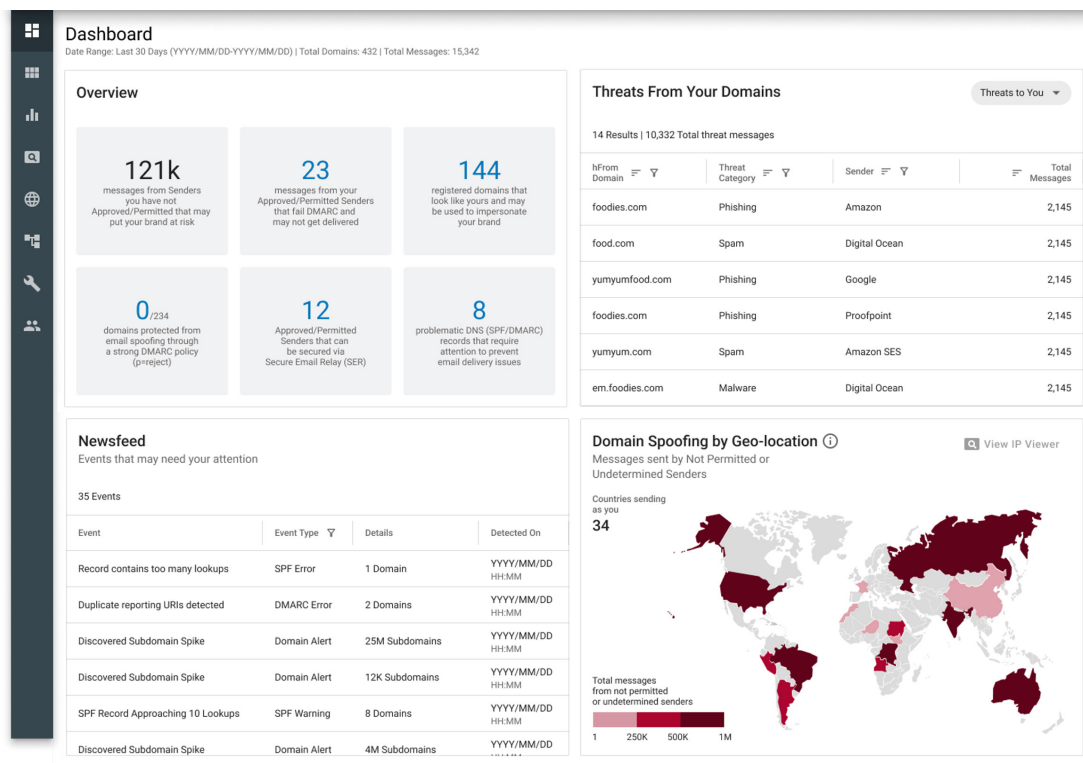 Dashboard
Date Range: Last 30 Days (YYYY/MM/DD-YYYY/MM/DD) | Total Domains: 432 | Total Messages: 15,342
Overview
121k
messages from Senders
you have not
Approved/Permitted that may
put your brand at risk
23
messages from your
Approved/Permitted Senders
that fail DMARC and
may not get delivered
144
registered domains that
look like yours and may
be used to impersonate
your brand
0/234
domains protected from
email spoofing through
a strong DMARC policy
(p=reject)
12
Approved/Permitted
Senders that can
be secured via
Secure Email Relay (SER)
8
problematic DNS (SPF/DMARC)
records that require
attention to prevent
email delivery issues
Threats From Your Domains
Threats to You
14 Results | 10,332 Total threat messages
hFrom
Domain
Threat
Category
Sender
Total
Messages
foodies.com Phishing Amazon 2,145
food.com Spam Digital Ocean 2,145
yumyumfood.com Phishing Google 2,145
foodies.com Phishing Proofpoint 2,145
yumyum.com Spam Amazon SES 2,145
em.foodies.com Malware Digital Ocean 2,145
Newsfeed
Events that may need your attention
35 Events
Event Event Type Details Detected On
Record contains too many lookups SPF Error 1 Domain YYYY/MM/DD
HH:MM
Duplicate reporting URIs detected DMARC Error 2 Domains YYYY/MM/DD
HH:MM
Discovered Subdomain Spike Domain Alert 25M Subdomains YYYY/MM/DD
HH:MM
Discovered Subdomain Spike Domain Alert 12K Subdomains YYYY/MM/DD
HH:MM
SPF Record Approaching 10 Lookups SPF Warning 8 Domains YYYY/MM/DD
HH:MM
Discovered Subdomain Spike Domain Alert 4M Subdomains YYYY/MM/DD
Domain Spoofing by Geo-location
View IP Viewer
Messages sent by Not Permitted or
Undetermined Senders
Countries sending
as you
34
Total messages
from not permitted
or undetermined senders
1 250K 500K 1M